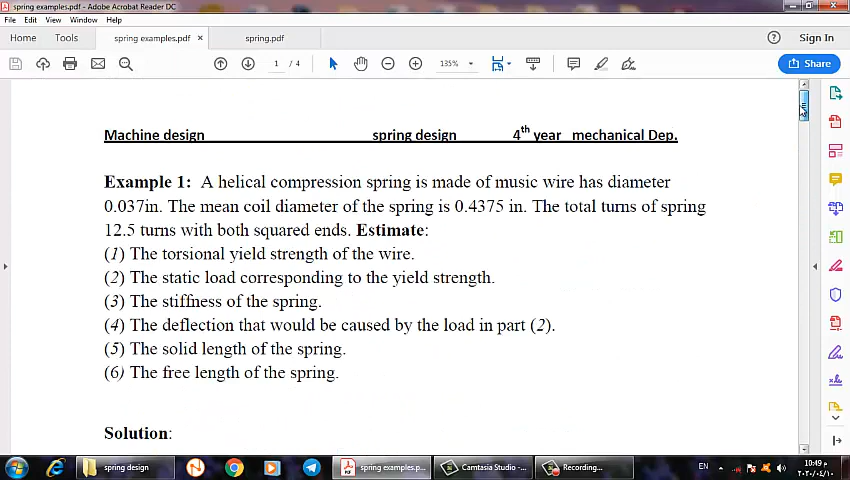 spring examples.pdf - Adobe Acrobat Reader DC
File Edit View Window Help
Home Tools spring examples.pdf × spring.pdf Sign In
1 / 4 135% Share
Machine design spring design 4th year mechanical Dep.
Example 1: A helical compression spring is made of music wire has diameter
0.037in. The mean coil diameter of the spring is 0.4375 in. The total turns of spring
12.5 turns with both squared ends. Estimate:
(1) The torsional yield strength of the wire.
(2) The static load corresponding to the yield strength.
(3) The stiffness of the spring.
(4) The deflection that would be caused by the load in part (2).
(5) The solid length of the spring.
(6) The free length of the spring.
Solution:
spring design spring examples.p... Camtasia Studio -... Recording... EN 10:49 م